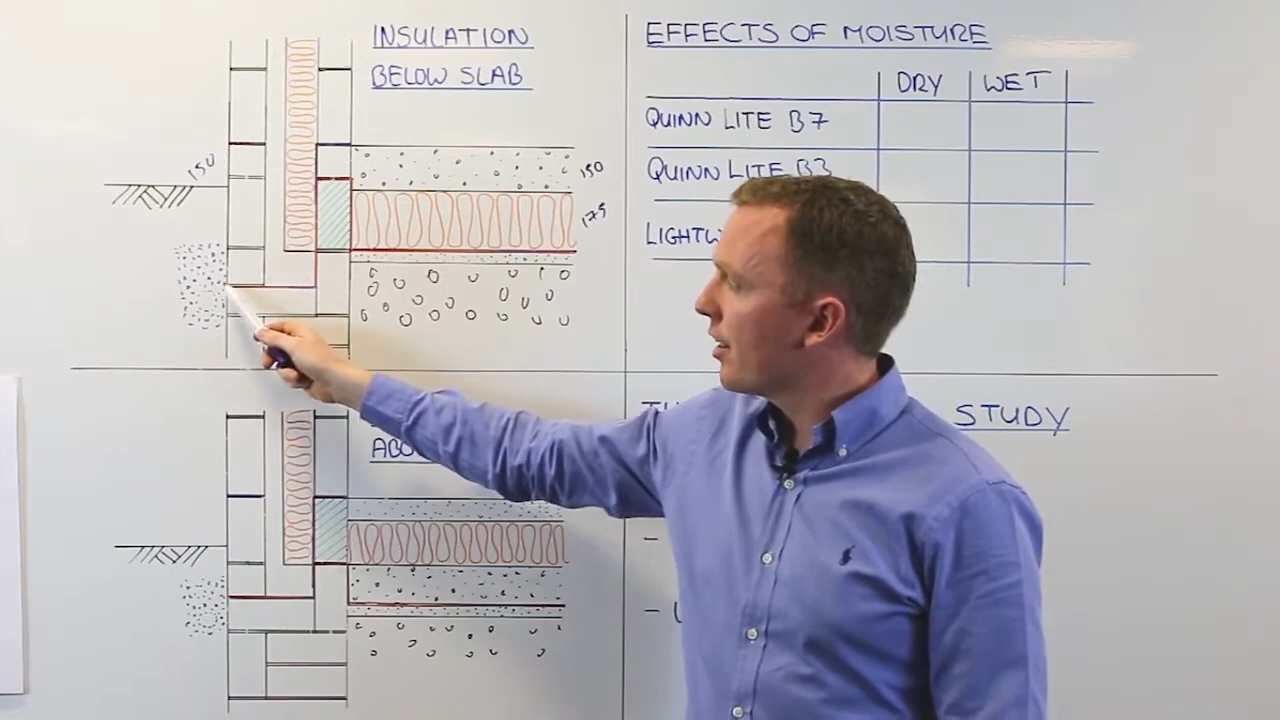 INSULATION
BELOW SLAB
150
150
175
EFFECTS OF MOISTURE
DRY WET
QUINN LITE B7
QUINN LITE B3
STUDY